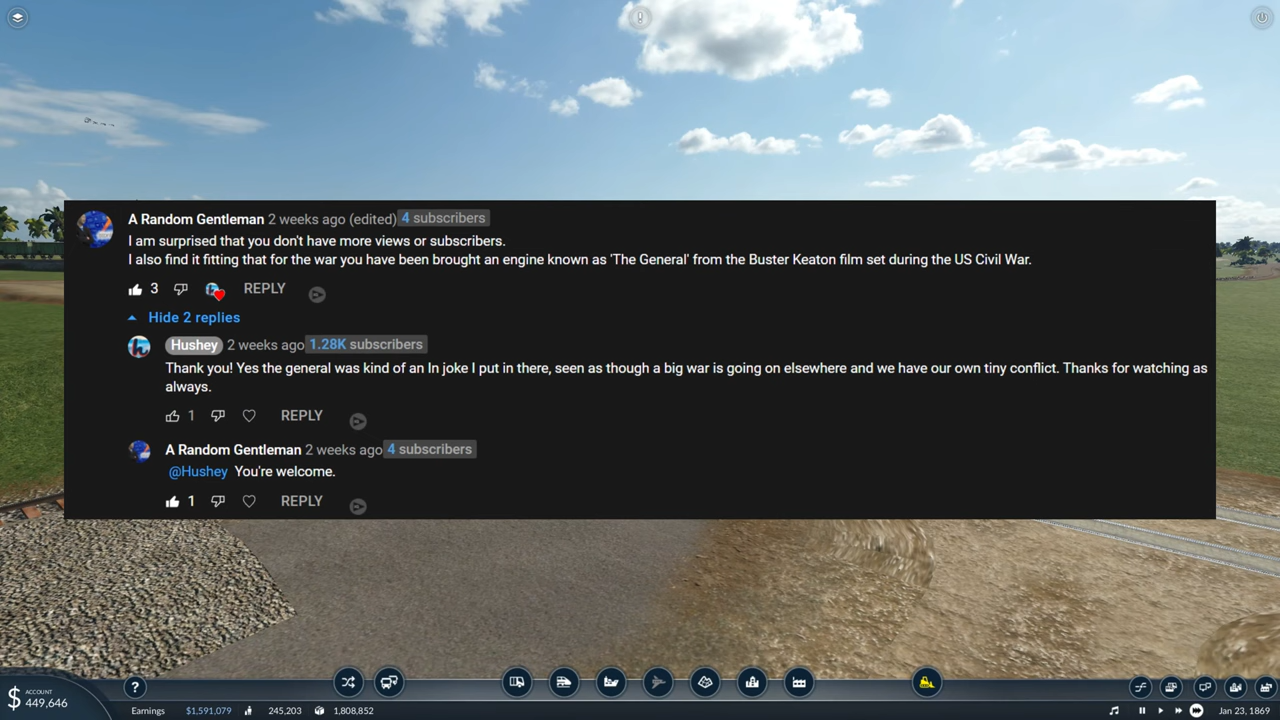 A Random Gentleman 2 weeks ago (edited) 4 subscribers
I am surprised that you don't have more views or subscribers.
I also find it fitting that for the war you have been brought an engine known as 'The General' from the Buster Keaton film set during the US Civil War.
3 REPLY
Hide 2 replies
Hushey 2 weeks ago 1.28K subscribers
Thank you! Yes the general was kind of an In joke I put in there, seen as though a big war is going on elsewhere and we have our own tiny conflict. Thanks for watching as
always.
1 REPLY
A Random Gentleman 2 weeks ago 4 subscribers
@Hushey You're welcome.
1 REPLY
$ ACCOUNT
449,646
?
Earnings $1,591,079 245,203 1,808,852 Jan 23, 1869